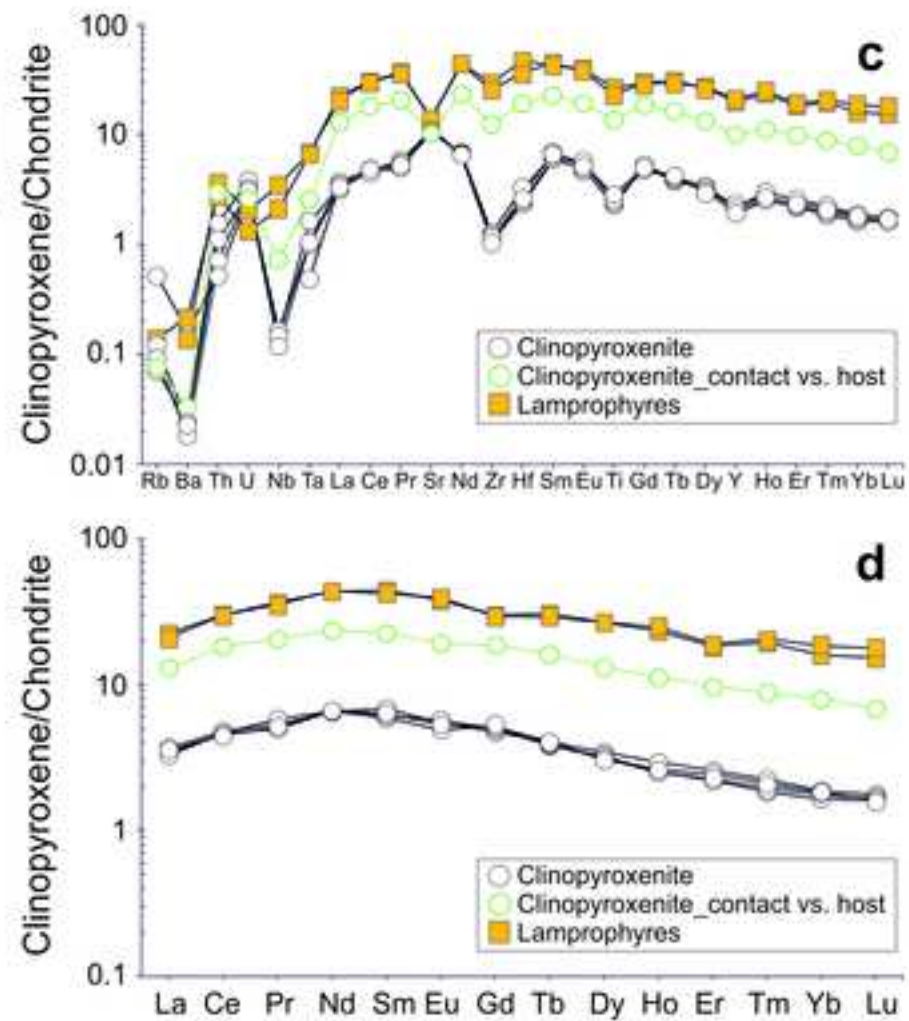 c
Clinopyroxene/Chondrite
100
10
1
0.1
0.01
Clinopyroxenite
Clinopyroxenite_contact vs. host
Lamprophyres
Rb Ba Th U Nb Ta La Ce Pr Sr Nd Zr Hf Sm Eu Ti Gd Tb Dy Y Ho Er Tm Yb Lu
d
Clinopyroxene/Chondrite
100
10
1
0.1
Clinopyroxenite
Clinopyroxenite_contact vs. host
Lamprophyres
La Ce Pr Nd Sm Eu Gd Tb Dy Ho Er Tm Yb Lu